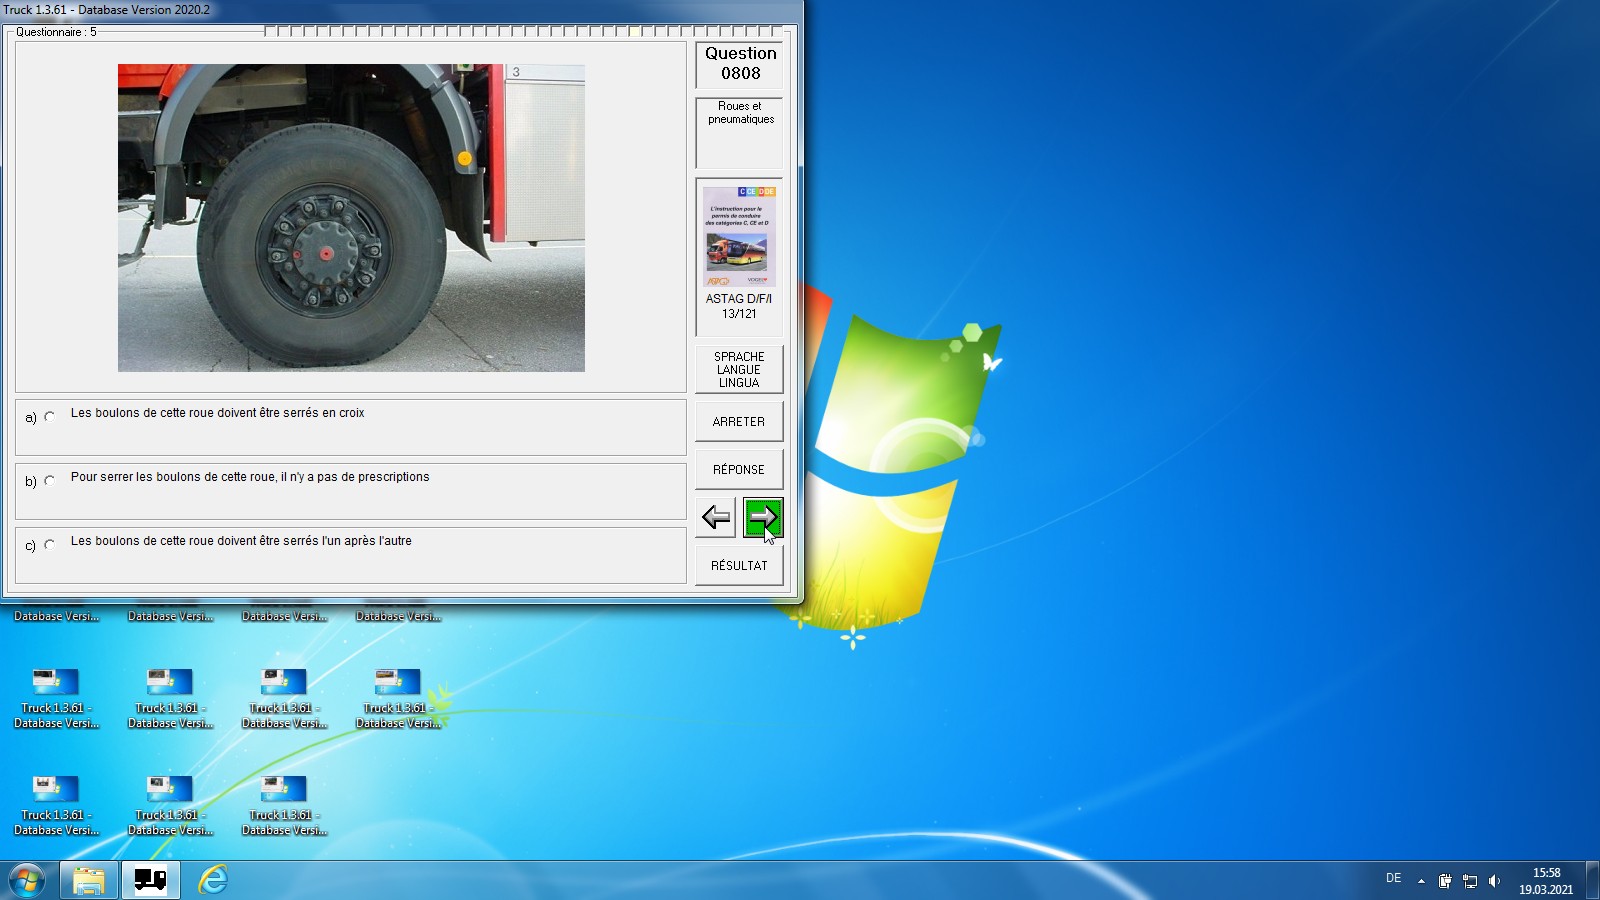 Truck 1.3.61 - Database Version 2020.2
Questionnaire : 5
3
Question
0808
Roues et
pneumatiques
C CE D DE
L'instruction pour le
permis de conduire
des catégories C, CE et D
ASTAG D/F/I
13/121
SPRACHE
LANGUE
LINGUA
ARRETER
RÉPONSE
RÉSULTAT
a) Les boulons de cette roue doivent être serrés en croix
b) Pour serrer les boulons de cette roue, il n'y a pas de prescriptions
c) Les boulons de cette roue doivent être serrés l'un après l'autre
Database Versi... Database Versi... Database Versi... Database Versi...
Truck 1.3.61 - Truck 1.3.61 - Truck 1.3.61 - Truck 1.3.61 -
Database Versi... Database Versi... Database Versi... Database Versi...
Truck 1.3.61 - Truck 1.3.61 - Truck 1.3.61 -
Database Versi... Database Versi... Database Versi...
DE
15:58
19.03.2021